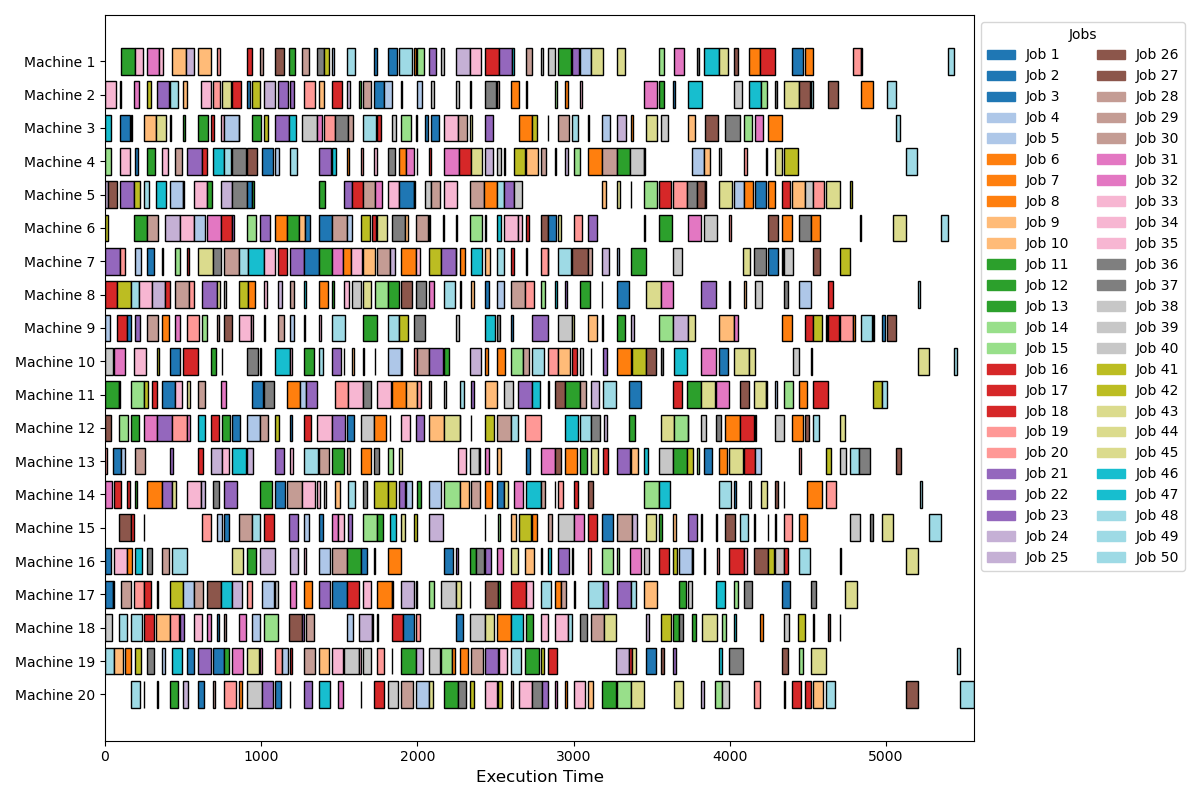 Machine 1
Machine 2
Machine 3
Machine 4
Machine 5
Machine 6
Machine 7
Machine 8
Machine 9
Machine 10
Machine 11
Machine 12
Machine 13
Machine 14
Machine 15
Machine 16
Machine 17
Machine 18
Machine 19
Machine 20
0 1000 2000 3000 4000 5000
Execution Time
Jobs
Job 1
Job 2
Job 3
Job 4
Job 5
Job 6
Job 7
Job 8
Job 9
Job 10
Job 11
Job 12
Job 13
Job 14
Job 15
Job 16
Job 17
Job 18
Job 19
Job 20
Job 21
Job 22
Job 23
Job 24
Job 25
Job 26
Job 27
Job 28
Job 29
Job 30
Job 31
Job 32
Job 33
Job 34
Job 35
Job 36
Job 37
Job 38
Job 39
Job 40
Job 41
Job 42
Job 43
Job 44
Job 45
Job 46
Job 47
Job 48
Job 49
Job 50